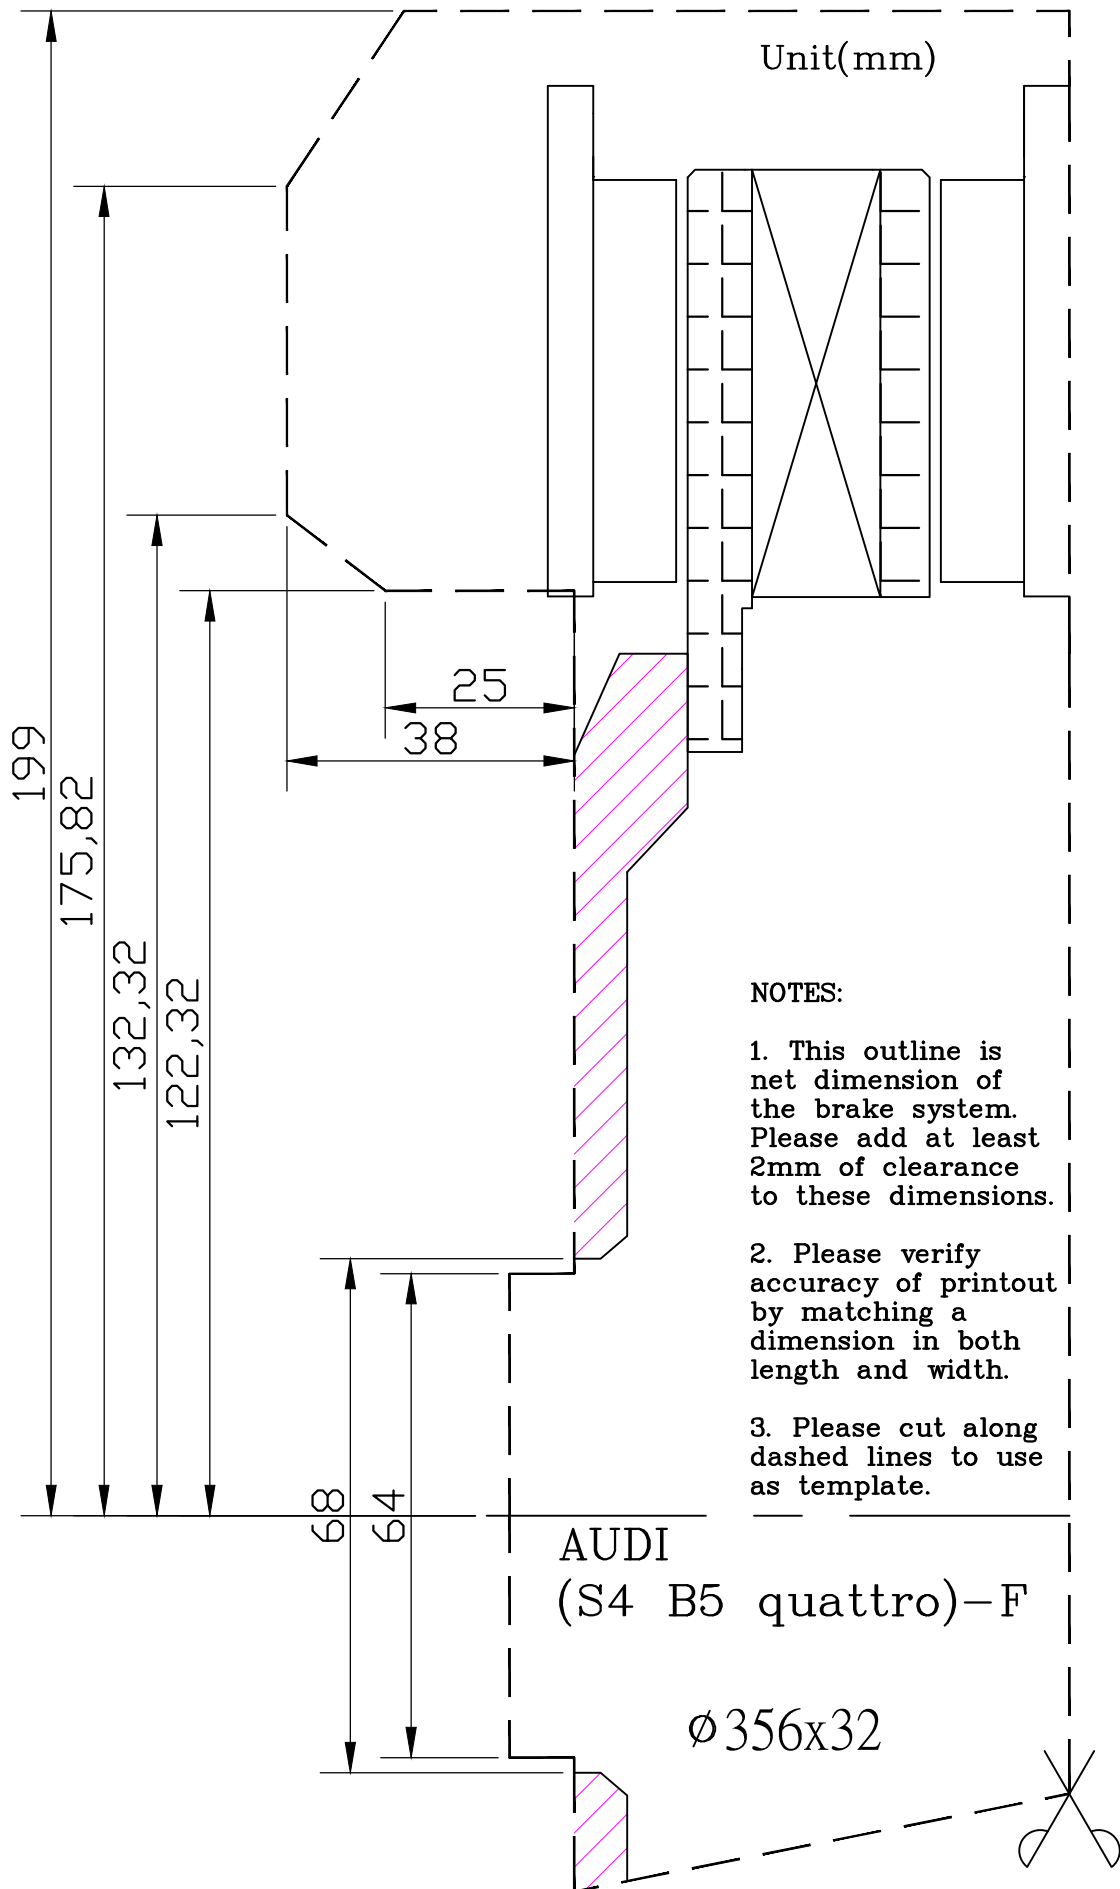 Unit(mm)
199
175,82
132,32
122,32
25
38
68
64
NOTES:
1. This outline is
net dimension of
the brake system.
Please add at least
2mm of clearance
to these dimensions.
2. Please verify
accuracy of printout
by matching a
dimension in both
length and width.
3. Please cut along
dashed lines to use
as template.
AUDI
(S4 B5 quattro)-F
Ø356x32